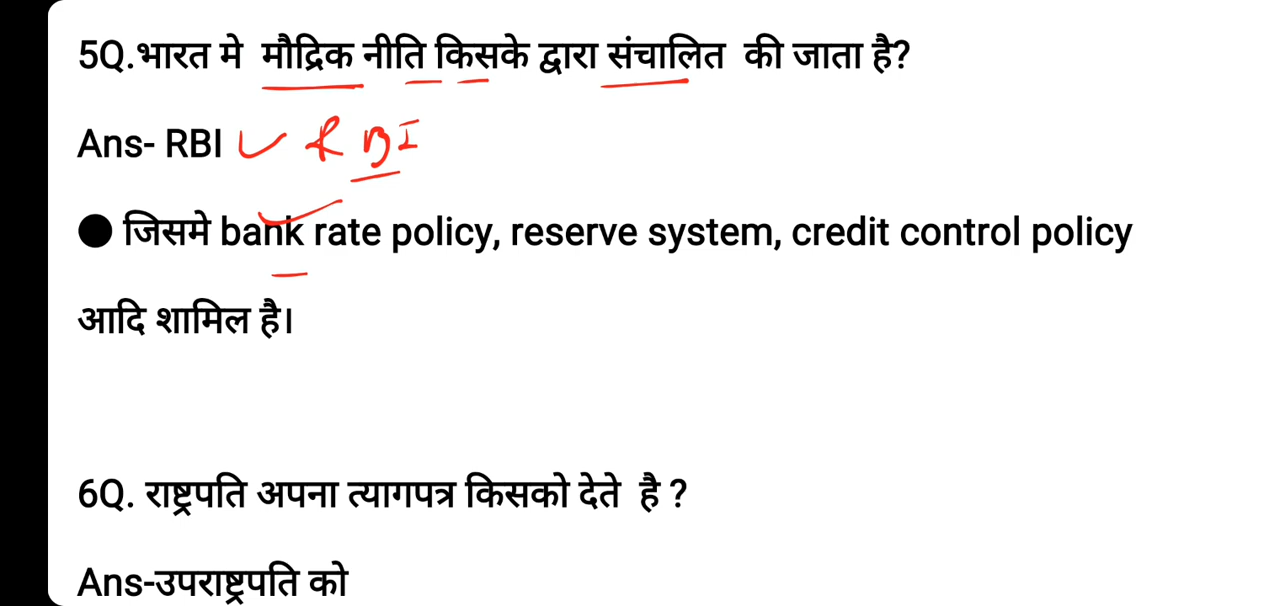 5Q.भारत मे मौद्रिक नीति किसके द्वारा संचालित की जाता है?
Ans- RBI RBI
● जिसमे bank rate policy, reserve system, credit control policy
आदि शामिल है।
6Q. राष्ट्रपति अपना त्यागपत्र किसको देते है ?
Ans-उपराष्ट्रपति को